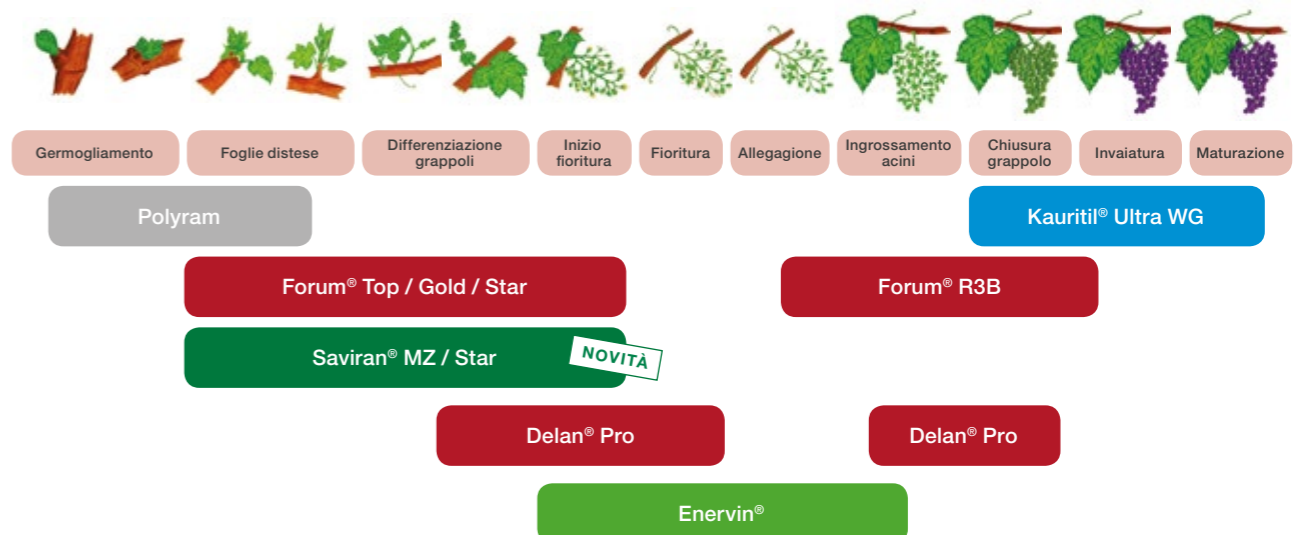 Germogliamento
Foglie distese
Differenziazione
grappoli
Inizio
fioritura
Fioritura
Allegagione
Ingrossamento
acini
Chiusura
grappolo
Invaiatura
Maturazione
Polyram
Kauritil® Ultra WG
Forum® Top / Gold / Star
Forum® R3B
Saviran® MZ / Star
NOVITÀ
Delan® Pro
Delan® Pro
Enervin®